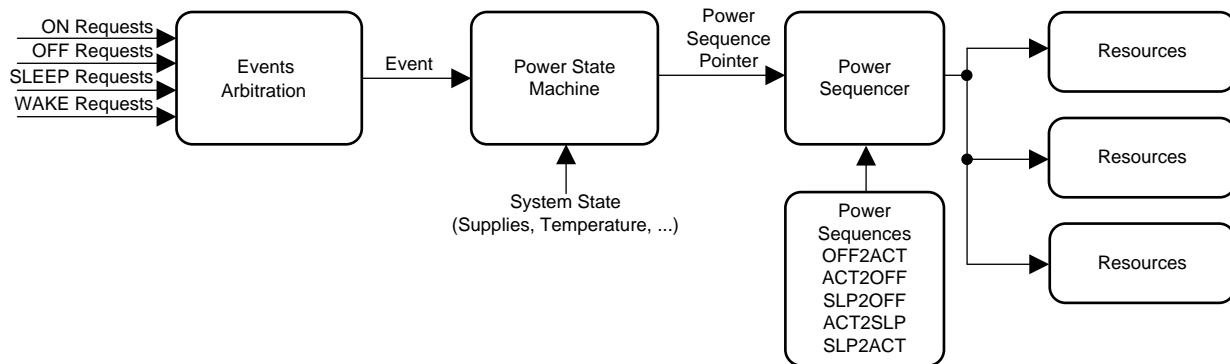 ON Requests
OFF Requests
SLEEP Requests
WAKE Requests
Events
Arbitration
Event
Power State
Machine
System State
(Supplies, Temperature, ...)
Power
Sequence
Pointer
Power
Sequencer
Power
Sequences
OFF2ACT
ACT2OFF
SLP2OFF
ACT2SLP
SLP2ACT
Resources
Resources
Resources